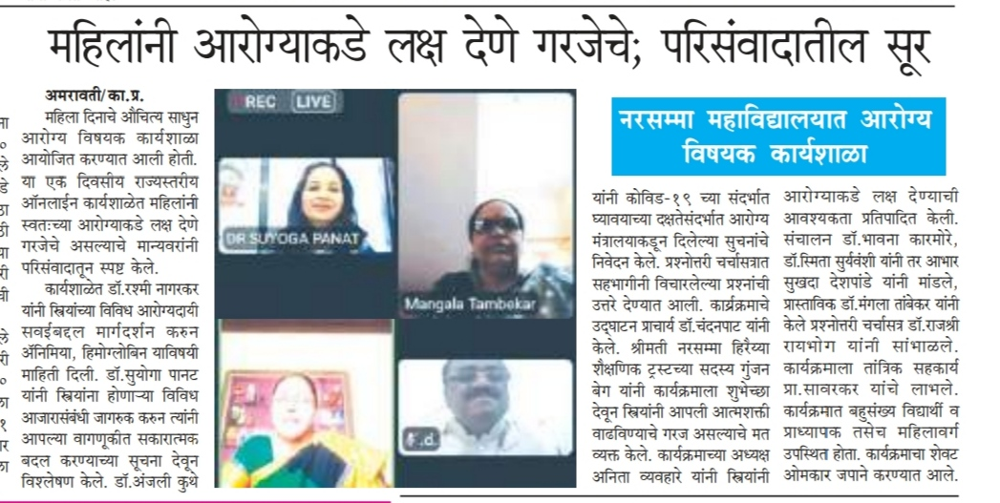 महिलांनी आरोग्याकडे लक्ष देणे गरजेचे; परिसंवादातील सूर
अमरावती/का.प्र.
महिला दिनाचे औचित्य साधुन
आरोग्य विषयक कार्यशाळा
आयोजित करण्यात आली होती.
या एक दिवसीय राज्यस्तरीय
ऑनलाईन कार्यशाळेत महिलांनी
स्वतःच्या आरोग्याकडे लक्ष देणे
गरजेचे असल्याचे मान्यवरांनी
परिसंवादातून स्पष्ट केले.
कार्यशाळेत डॉ.रश्मी नागरकर
यांनी स्त्रियांच्या विविध आरोग्यदायी
सवईबद्दल मार्गदर्शन करुन
ॲनिमिया, हिमोग्लोबिन याविषयी
माहिती दिली. डॉ.सुयोगा पानट
यांनी स्त्रियांना होणाऱ्या विविध
आजारासंबंधी जागरुक करुन त्यांनी
आपल्या वागणूकीत सकारात्मक
बदल करण्याच्या सुचना देवून
विश्लेषण केले. डॉ.अंजली कुथे
REC LIVE
DR SUYOGA PANAT
Mangala Tambekar
.d.
नरसम्मा महाविद्यालयात आरोग्य
विषयक कार्यशाळा
यांनी कोविड-१९ च्या संदर्भात
घ्यावयाच्या दक्षतेसंदर्भात आरोग्य
मंत्रालयाकडून दिलेल्या सुचनांचे
निवेदन केले. प्रश्नोत्तरी चर्चासत्रात
सहभागीनी विचारलेल्या प्रश्नांची
उत्तरे देण्यात आली. कार्यक्रमाचे
उद्घाटन प्राचार्य डॉ.चंदनपाट यांनी
केले. श्रीमती नरसम्मा हिरैय्या
शैक्षणिक ट्रस्टच्या सदस्य गुंजन
बेग यांनी कार्यक्रमाला शुभेच्छा
देवून स्त्रियांनी आपली आत्मशक्ती
वाढविण्याचे गरज असल्याचे मत
व्यक्त केले. कार्यक्रमाच्या अध्यक्ष
अनिता व्यवहारे यांनी स्त्रियांनी
आरोग्याकडे लक्ष देण्याची
आवश्यकता प्रतिपादित केली.
संचालन डॉ.भावना कारमोरे,
डॉ.स्मिता सुर्यवंशी यांनी तर आभार
सुखदा देशपांडे यांनी मांडले,
प्रास्ताविक डॉ.मंगला तांबेकर यांनी
केले प्रश्नोत्तरी चर्चासत्र डॉ.राजश्री
रायभोग यांनी सांभाळले.
कार्यक्रमाला तांत्रिक सहकार्य
प्रा.सावरकर यांचे लाभले.
कार्यक्रमात बहुसंख्य विद्यार्थी व
प्राध्यापक तसेच महिलावर्ग
उपस्थित होता. कार्यक्रमाचा शेवट
ओमकार जपाने करण्यात आले.